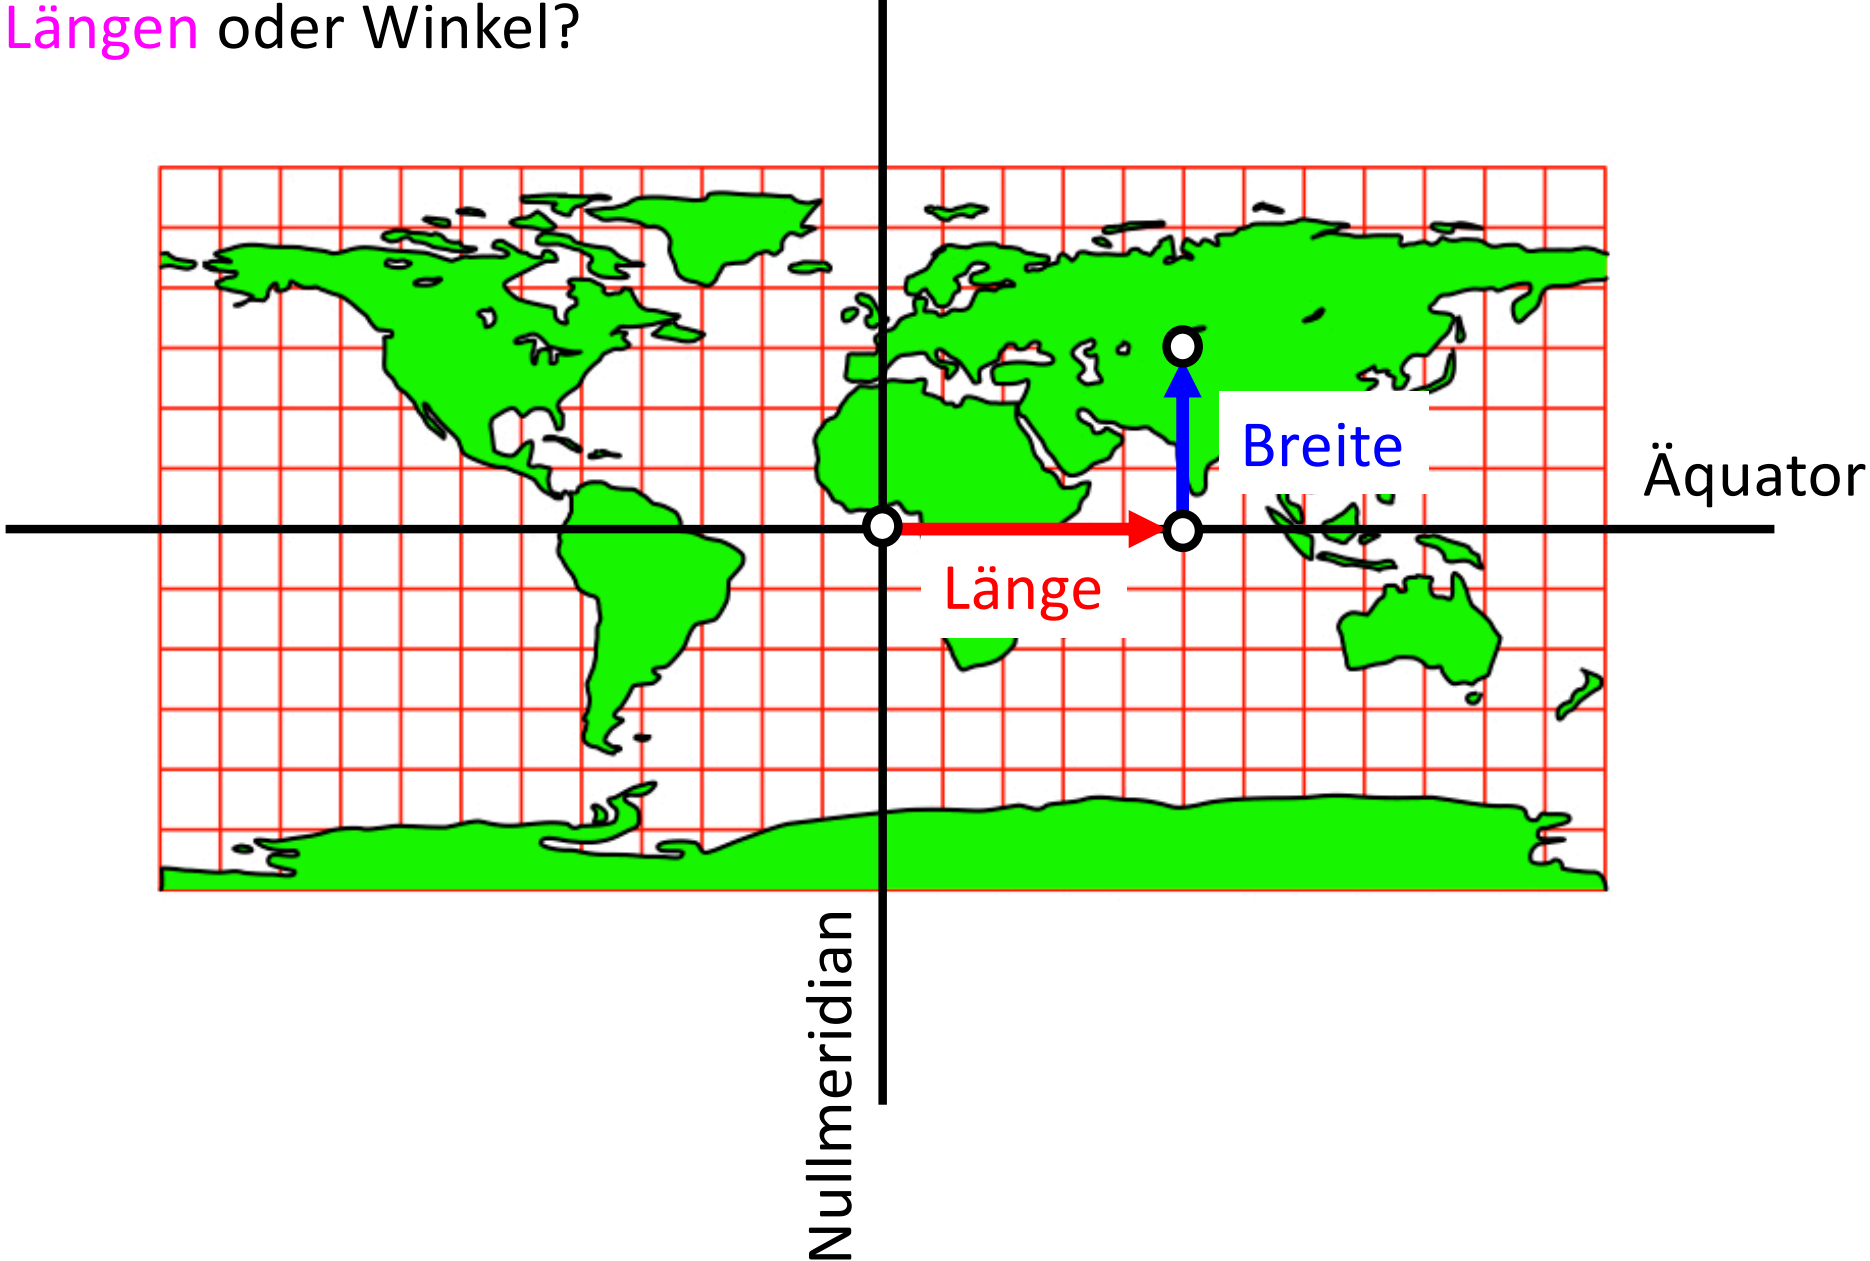 Längen oder Winkel?
Breite
Äquator
Länge
Nullmeridian